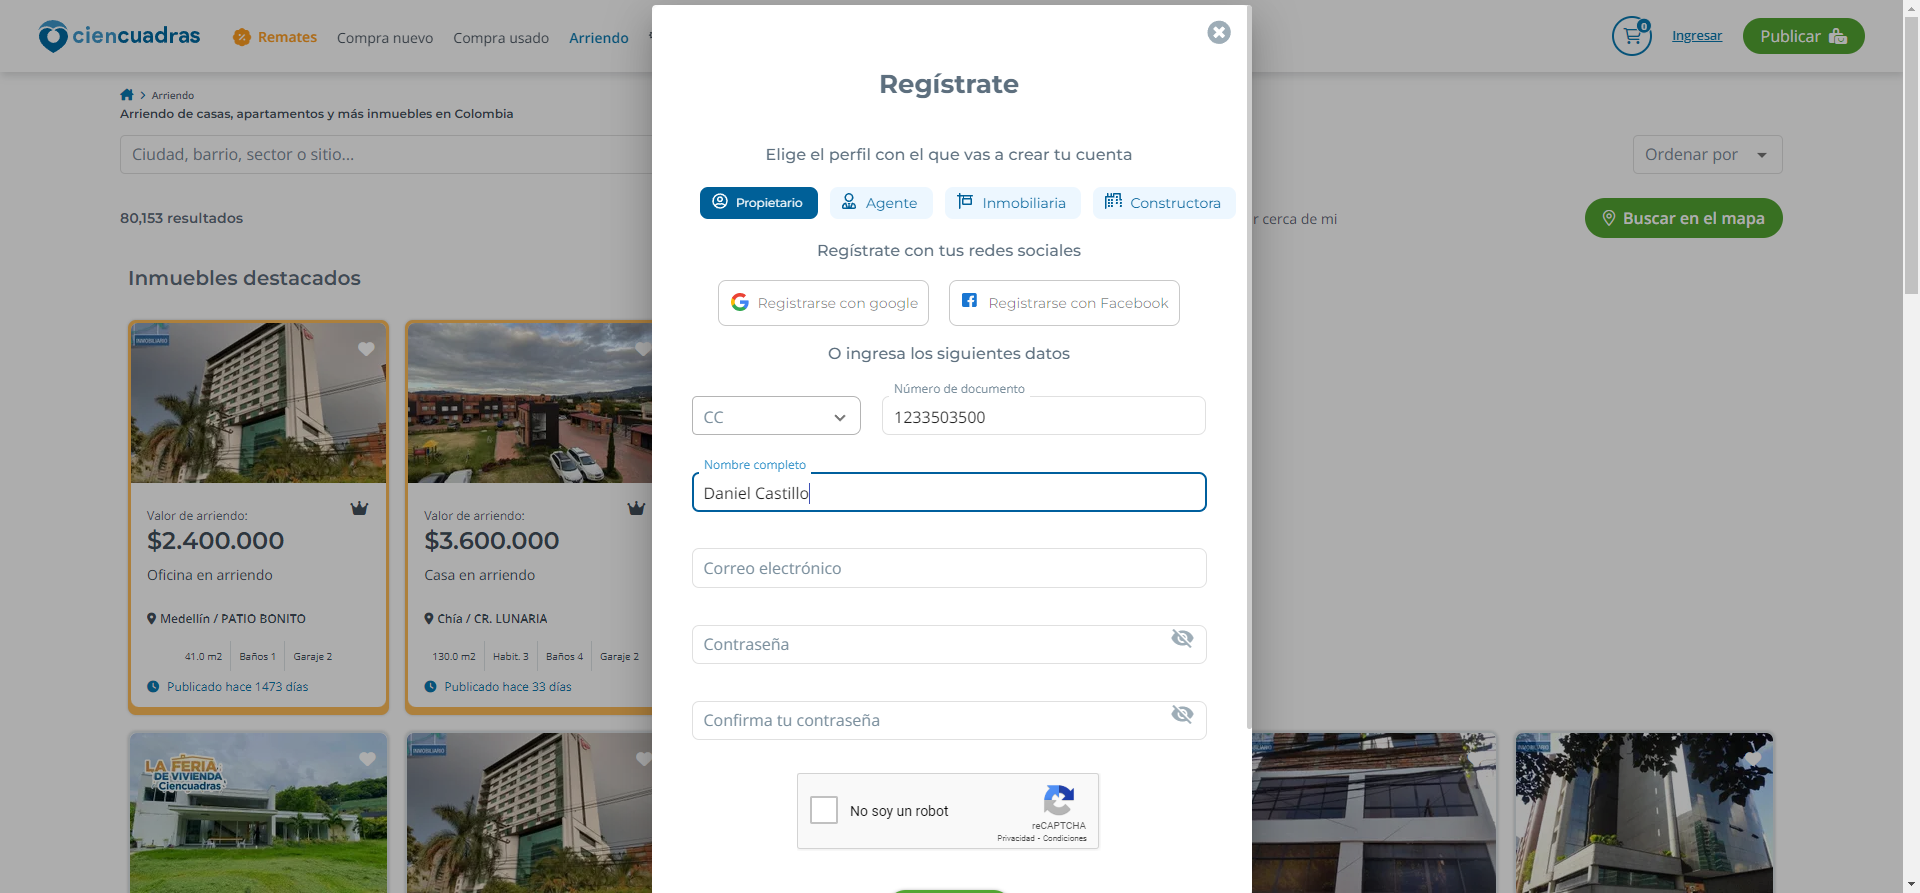 ciencuadras
Remates
Compra nuevo
Compra usado
Arriendo
0
Ingresar
Publicar
Arriendo
Arriendo de casas, apartamentos y más inmuebles en Colombia
Ciudad, barrio, sector o sitio...
Ordenar por
80,153 resultados
r cerca de mi
Buscar en el mapa
Inmuebles destacados
INMOBILIARIO
Valor de arriendo:
$2.400.000
Oficina en arriendo
Medellín / PATIO BONITO
41.0 m2
Baños 1
Garaje 2
Publicado hace 1473 días
Valor de arriendo:
$3.600.000
Casa en arriendo
Chía / CR. LUNARIA
130.0 m2
Habit. 3
Baños 4
Garaje 2
Publicado hace 33 días
LA FERIA
DE VIVIENDA
Ciencuadras
INMOBILIARIO
INMOBILIARIO
INMOBILIARIO
Regístrate
Elige el perfil con el que vas a crear tu cuenta
Propietario
Agente
Inmobiliaria
Constructora
Regístrate con tus redes sociales
Registrarse con google
Registrarse con Facebook
O ingresa los siguientes datos
CC
Número de documento
1233503500
Nombre completo
Daniel Castillo
Correo electrónico
Contraseña
Confirma tu contraseña
No soy un robot
reCAPTCHA
Privacidad - Condiciones